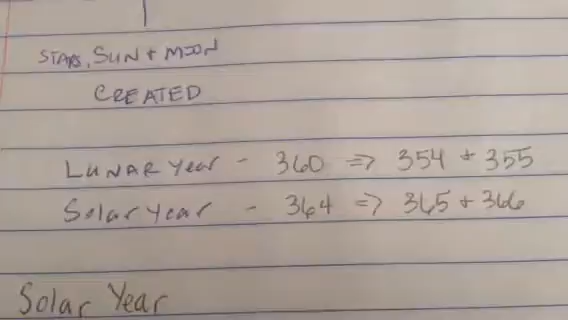 STARS, SUN + MOON
CREATED
LUNAR Year - 360 => 354 + 355
Solar year - 364 => 365 + 366
Solar Year